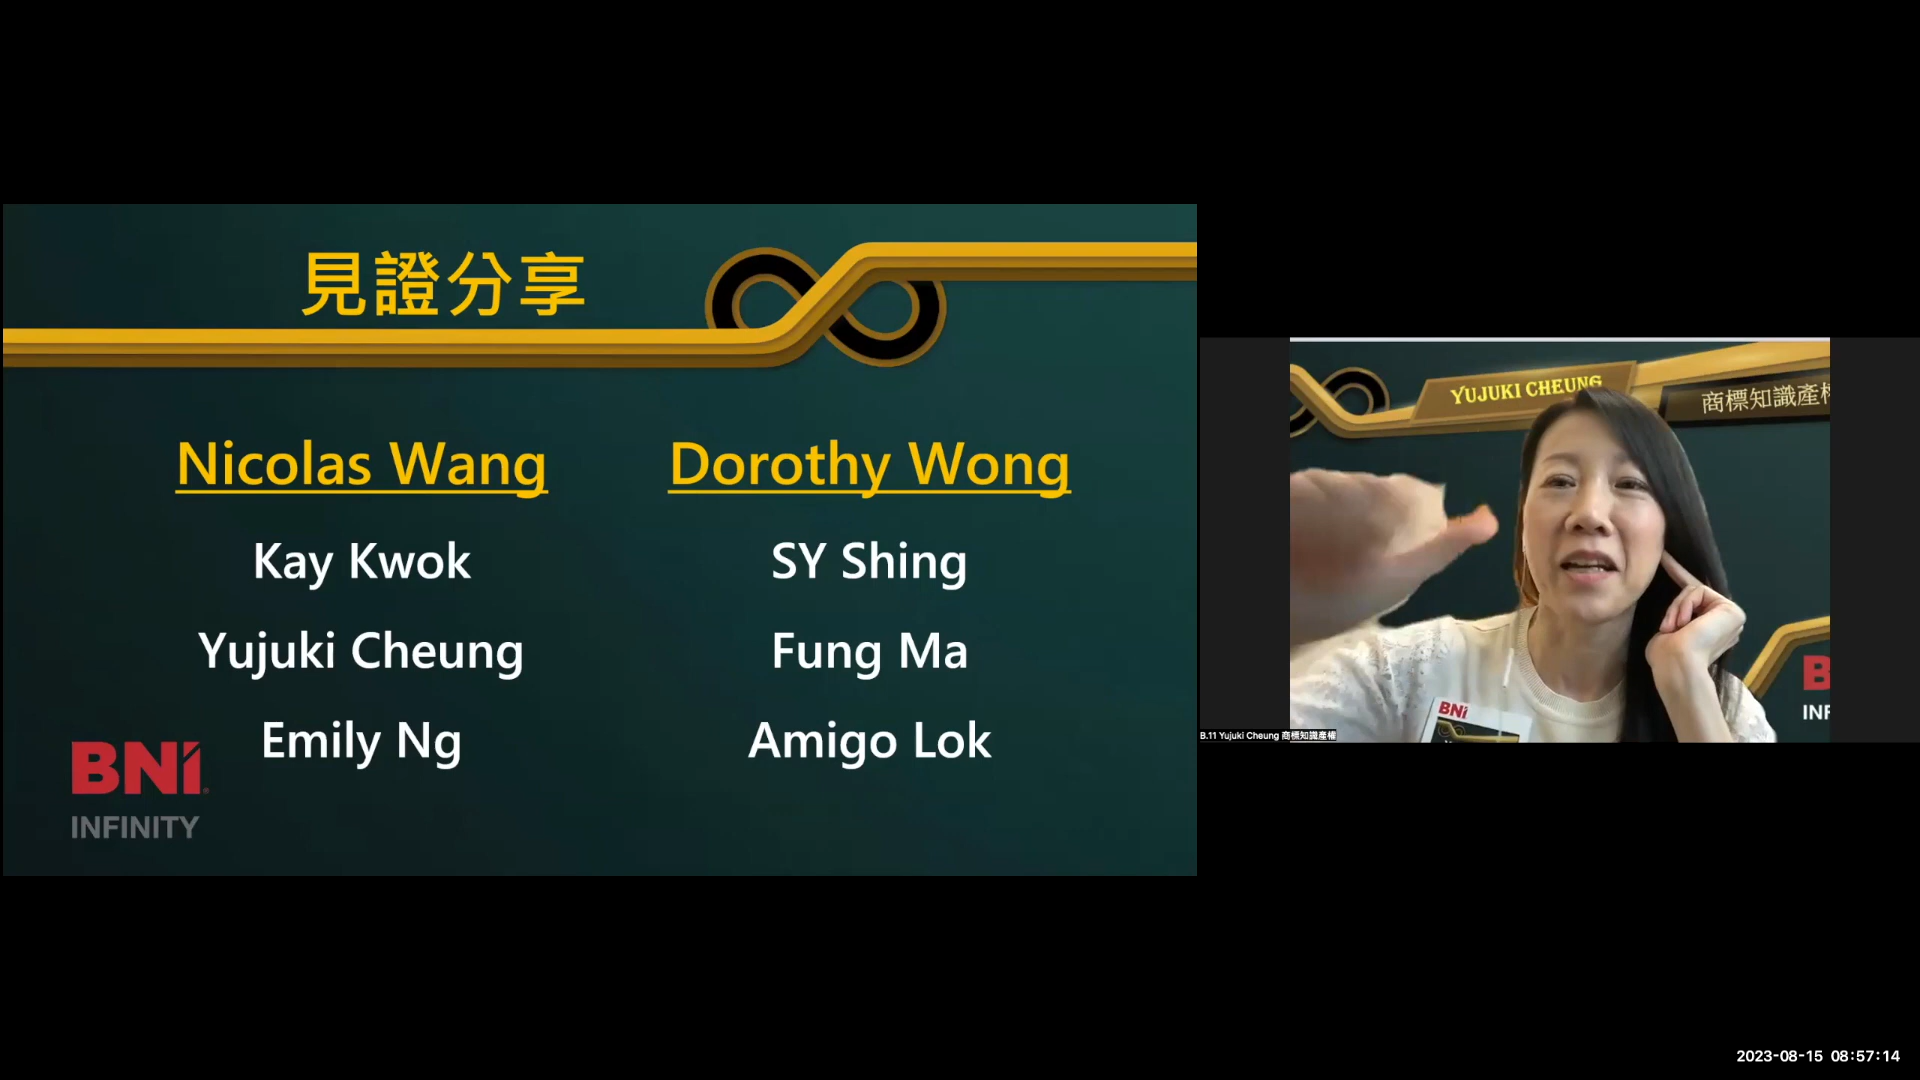 見證分享
Nicolas Wang
Kay Kwok
Yujuki Cheung
Emily Ng
Dorothy Wong
SY Shing
Fung Ma
Amigo Lok
BNI
INFINITY
YUJUKI CHEUNG
商標知識產權
BNI
B
INF
B.11 Yujuki Cheung 商標知識產權
2023-08-15 08:57:14